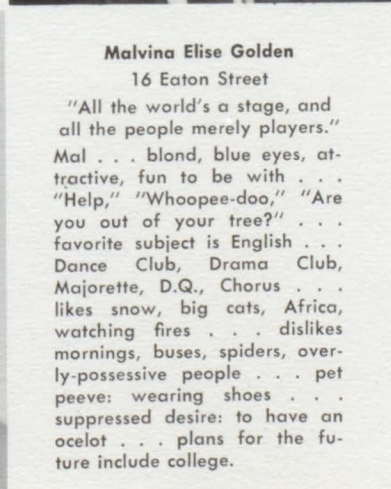 Malvina Elise Golden
16 Eaton Street
"All the world's a stage, and
all the people merely players."
Mal . . . blond, blue eyes, at-
tractive, fun to be with . . .
"Help," "Whoopee-doo," "Are
you out of your tree?" . . .
favorite subject is English . . .
Dance Club, Drama Club,
Majorette, D.Q., Chorus . . .
likes snow, big cats, Africa,
watching fires . . . dislikes
mornings, buses, spiders, over-
ly-possessive people . . . pet
peeve: wearing shoes . . .
suppressed desire: to have an
ocelot . . . plans for the fu-
ture include college.